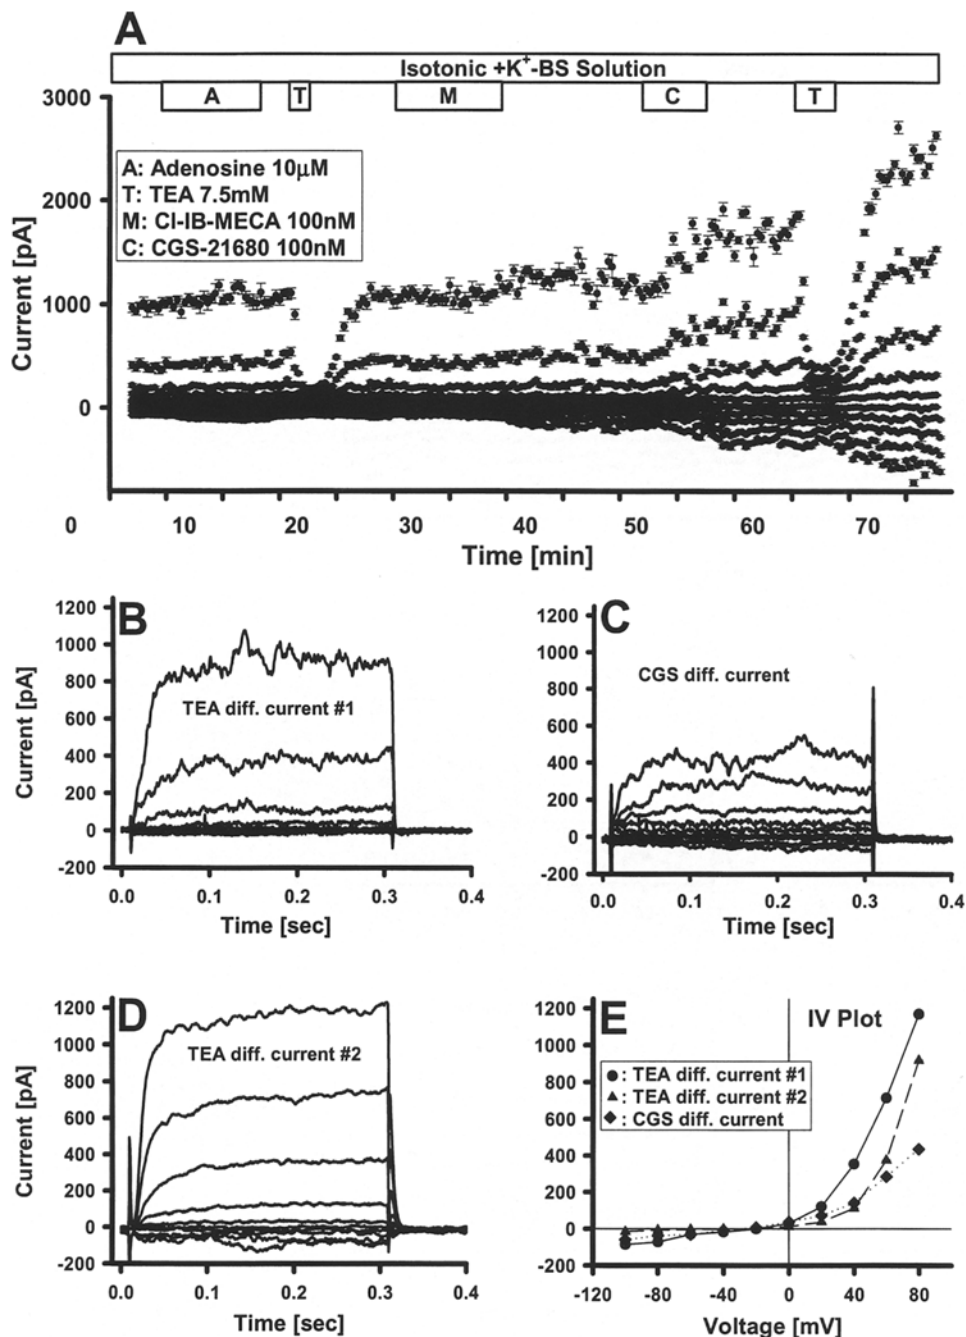 A
Isotonic +K+-BS Solution
A T M C T
3000
2000
1000
0
Current [pA]
A: Adenosine 10μM
T: TEA 7.5mM
M: Cl-IB-MECA 100nM
C: CGS-21680 100nM
0 10 20 30 40 50 60 70
Time [min]
B
1200
1000
800
600
400
200
0
-200
Current [pA]
TEA diff. current #1
0.0 0.1 0.2 0.3 0.4
Time [sec]
C
1200
1000
800
600
400
200
0
-200
CGS diff. current
0.0 0.1 0.2 0.3 0.4
Time [sec]
D
1200
1000
800
600
400
1200
0
-200
Current [pA]
TEA diff. current #2
0.0 0.1 0.2 0.3 0.4
Time [sec]
E
IV Plot
1200
1000
800
600
400
200
0
-200
: TEA diff. current #1
: TEA diff. current #2
: CGS diff. current
-120 -80 -40 0 40 80
Voltage [mV]